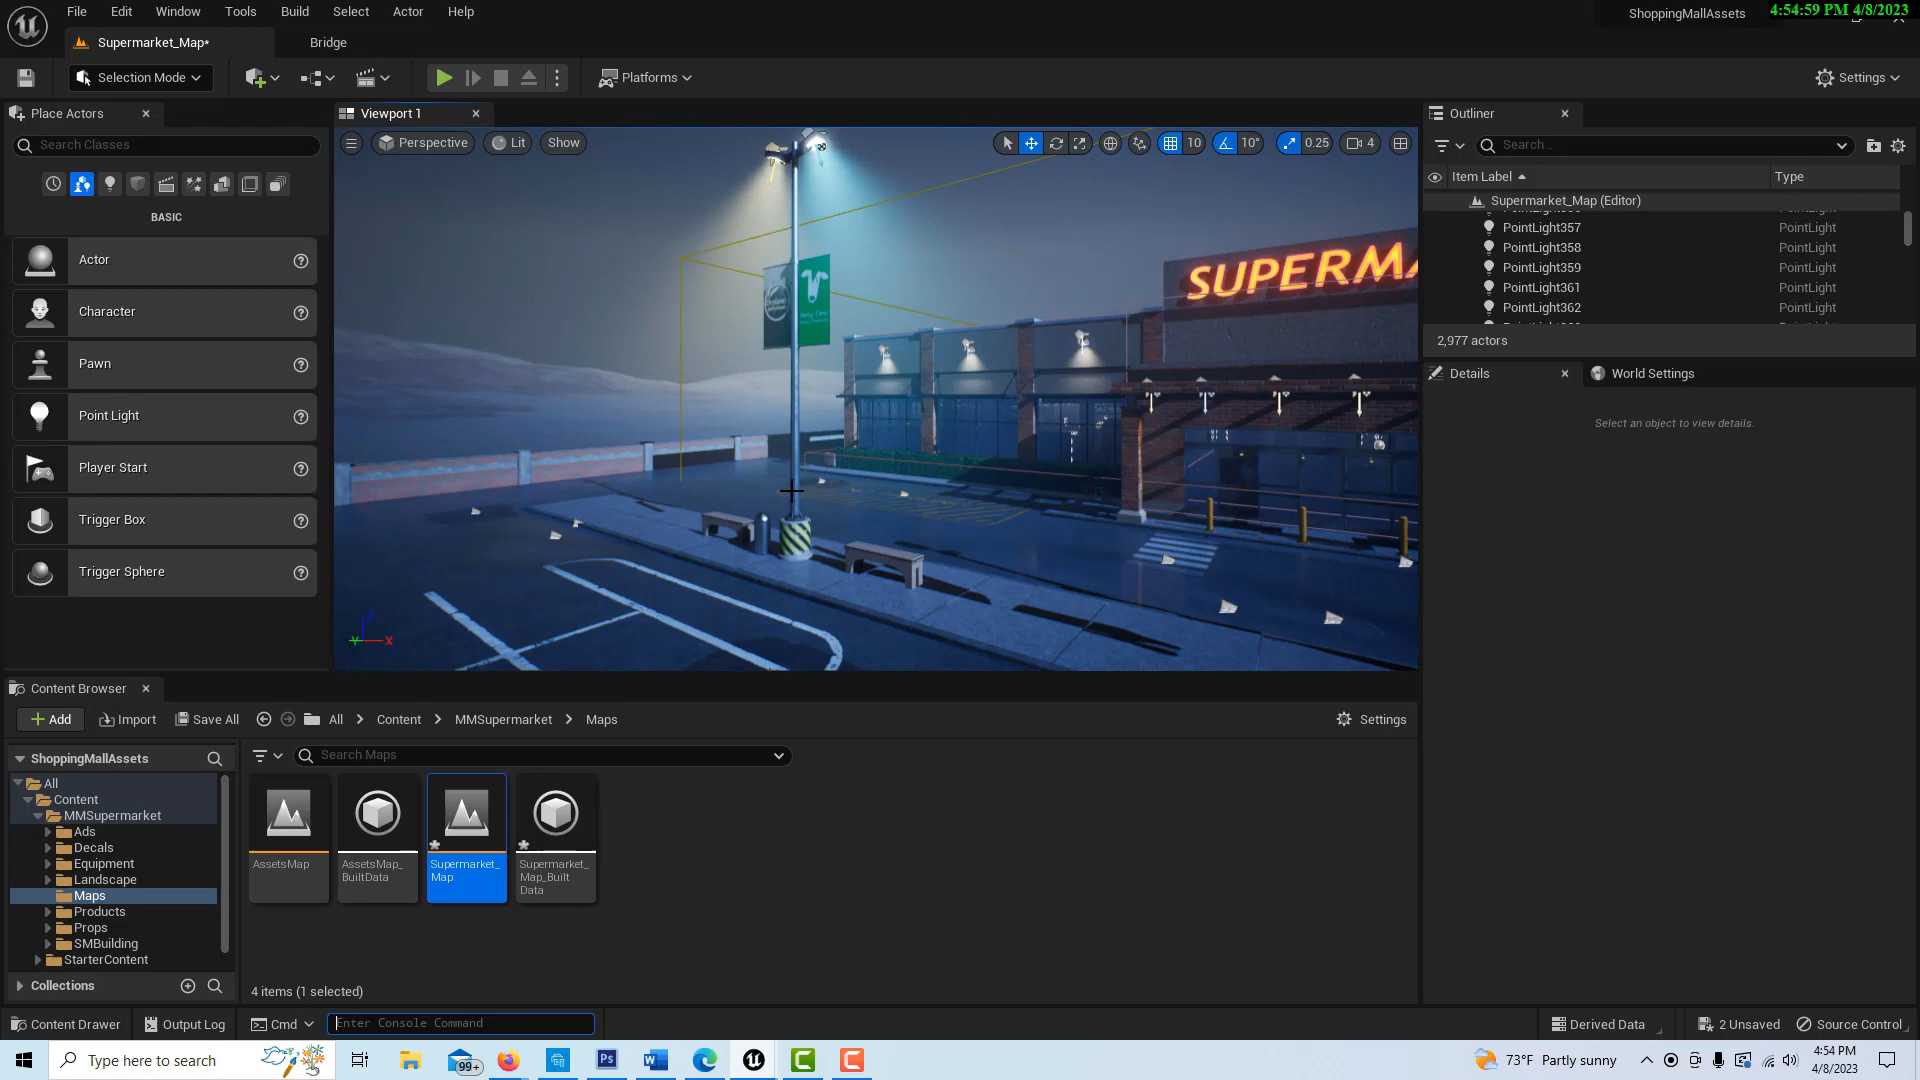 File Edit Window Tools Build Select Actor Help
ShoppingMallAssets
4:54:59 PM 4/8/2023
Supermarket_Map*
Bridge
Selection Mode
Platforms
Settings
Place Actors
Viewport 1
Outliner
Search Classes
Perspective
Lit
Show
10
10°
0.25
4
Search...
Item Label
Type
BASIC
Supermarket_Map (Editor)
PointLight357 PointLight
PointLight358 PointLight
PointLight359 PointLight
PointLight361 PointLight
PointLight362 PointLight
2,977 actors
Actor
Character
Pawn
Point Light
Player Start
Trigger Box
Trigger Sphere
SUPERMA
Details
World Settings
Select an object to view details.
Content Browser
Add
Import
Save All
All
Content
MMSupermarket
Maps
Settings
ShoppingMallAssets
Search Maps
All
Content
MMSupermarket
Ads
Decals
Equipment
Landscape
Maps
Products
Props
SMBuilding
StarterContent
Collections
AssetsMap
AssetsMap_
BuiltData
Supermarket_
Map
Supermarket_
Map_Built
Data
4 items (1 selected)
Content Drawer
Output Log
Cmd
Enter Console Command
Derived Data
2 Unsaved
Source Control
Type here to search
99+
Ps
73°F Partly sunny
4:54 PM
4/8/2023